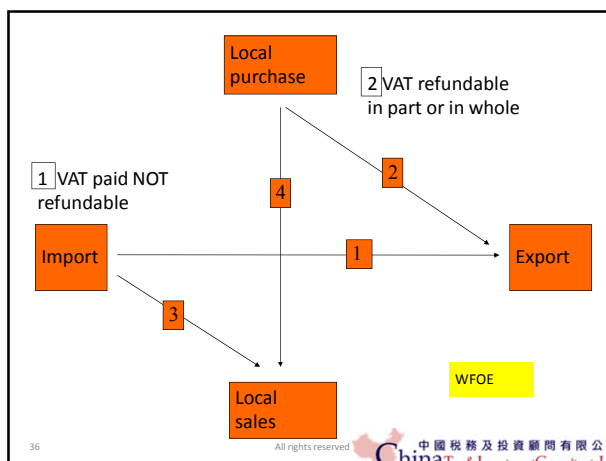 Local
purchase
2 VAT refundable
in part or in whole
1 VAT paid NOT
refundable
4
2
Import
1
Export
3
WFOE
Local
sales
36
All rights reserved
中國稅務及投資顧問有限公
China